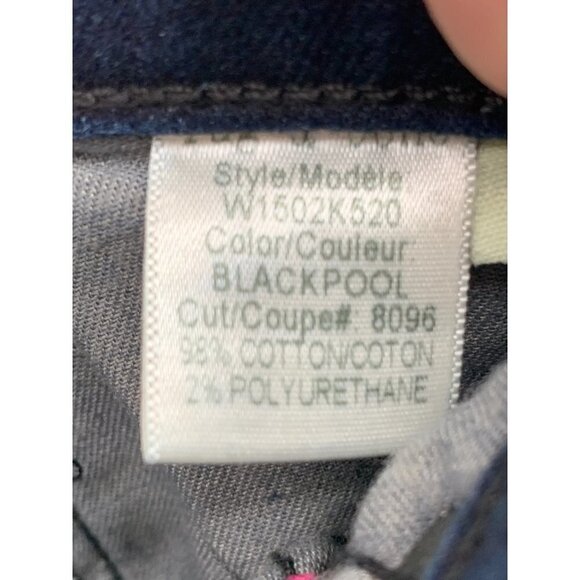 Style/Modèle
W1502K520
Color/Couleur:
BLACKPOOL
Cut/Coupe#: 8096
98% COTTON/COTON
2% POLYURETHANE